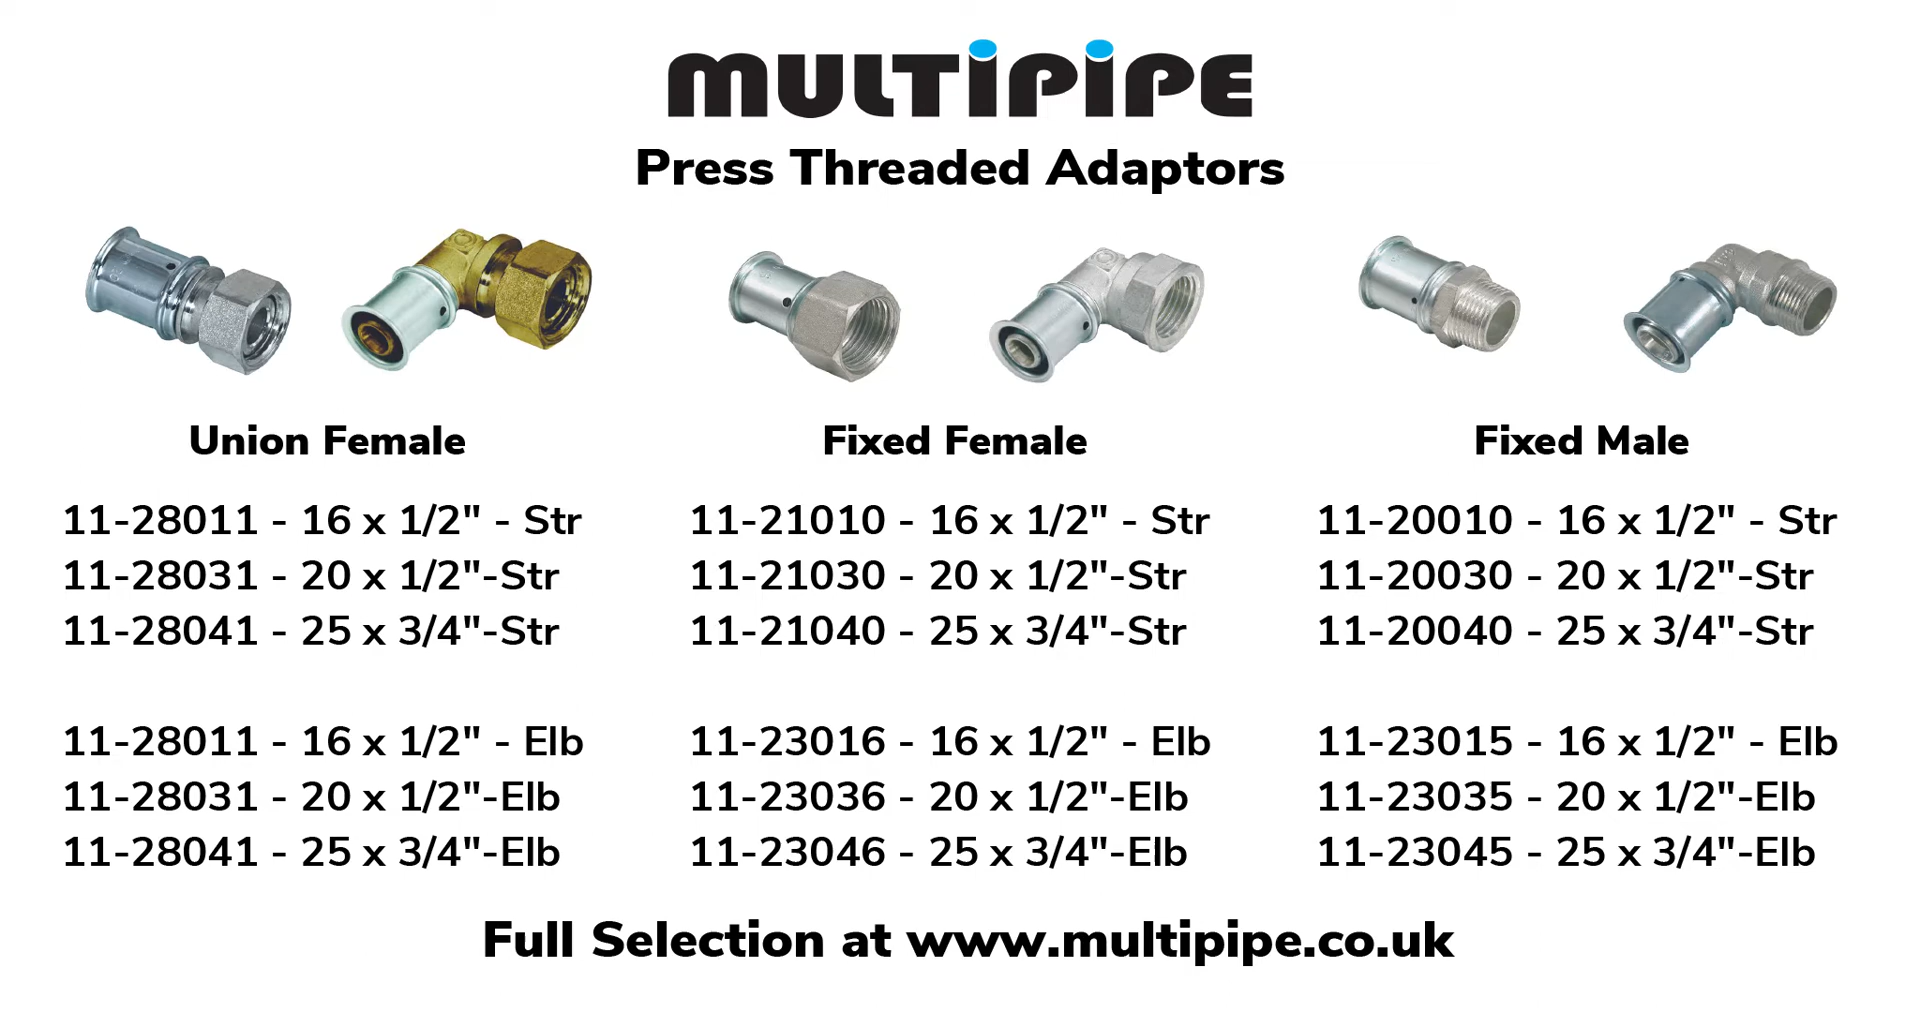 MULTIPIPE
Press Threaded Adaptors
Union Female
11-28011 - 16 x 1/2" - Str
11-28031 - 20 x 1/2"-Str
11-28041 - 25 x 3/4"-Str
11-28011 - 16 x 1/2" - Elb
11-28031 - 20 x 1/2"-Elb
11-28041 - 25 x 3/4"-Elb
Fixed Female
11-21010 - 16 x 1/2" - Str
11-21030 - 20 x 1/2"-Str
11-21040 - 25 x 3/4"-Str
11-23016 - 16 x 1/2" - Elb
11-23036 - 20 x 1/2"-Elb
11-23046 - 25 x 3/4"-Elb
Fixed Male
11-20010 - 16 x 1/2" - Str
11-20030 - 20 x 1/2"-Str
11-20040 - 25 x 3/4"-Str
11-23015 - 16 x 1/2" - Elb
11-23035 - 20 x 1/2"-Elb
11-23045 - 25 x 3/4"-Elb
Full Selection at www.multipipe.co.uk